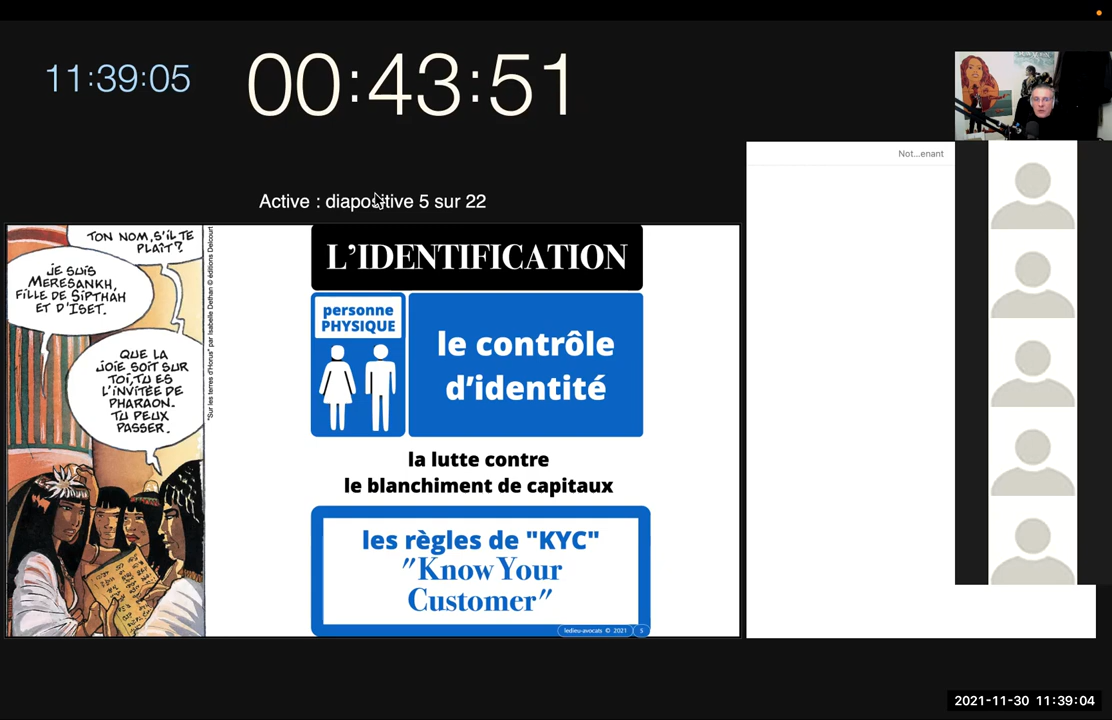 11:39:05
00:43:51
Active : diapositive 5 sur 22
Not...enant
TON NOM, S'IL TE
PLAÎT?
JE SUIS
MERESANKH,
FILLE DE SIPTHAH
ET D'ISET.
QUE LA
JOIE SOIT SUR
TOI, TU ES
L'INVITÉE DE
PHARAON.
TU PEUX
PASSER.
"Sur les terres d'Horus" par Isabelle Dethan © éditions Delcourt
L'IDENTIFICATION
personne
PHYSIQUE
le contrôle
d'identité
la lutte contre
le blanchiment de capitaux
les règles de "KYC"
"Know Your
Customer"
ledieu-avocats © 2021
5
2021-11-30 11:39:04